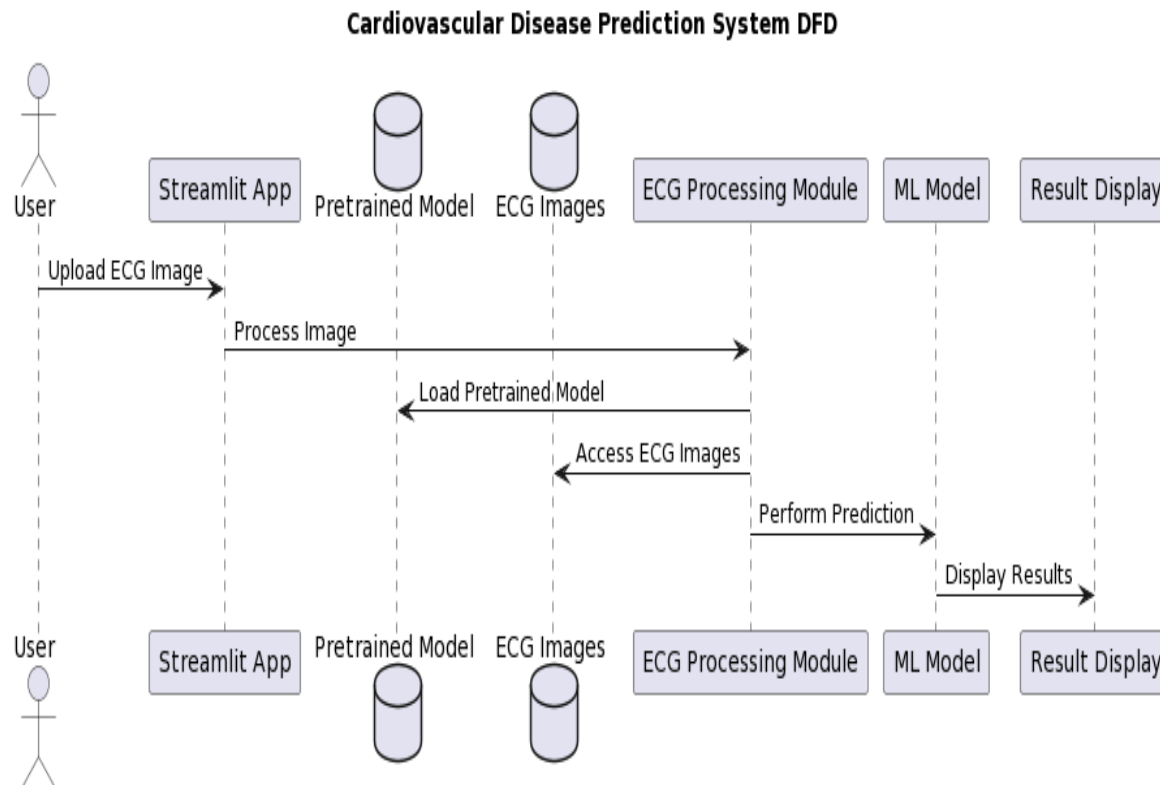 Cardiovascular Disease Prediction System DFD
User
Streamlit App
Pretrained Model
ECG Images
ECG Processing Module
ML Model
Result Display
Upload ECG Image
Process Image
Load Pretrained Model
Access ECG Images
Perform Prediction
Display Results
User
Streamlit App
Pretrained Model
ECG Images
ECG Processing Module
ML Model
Result Display